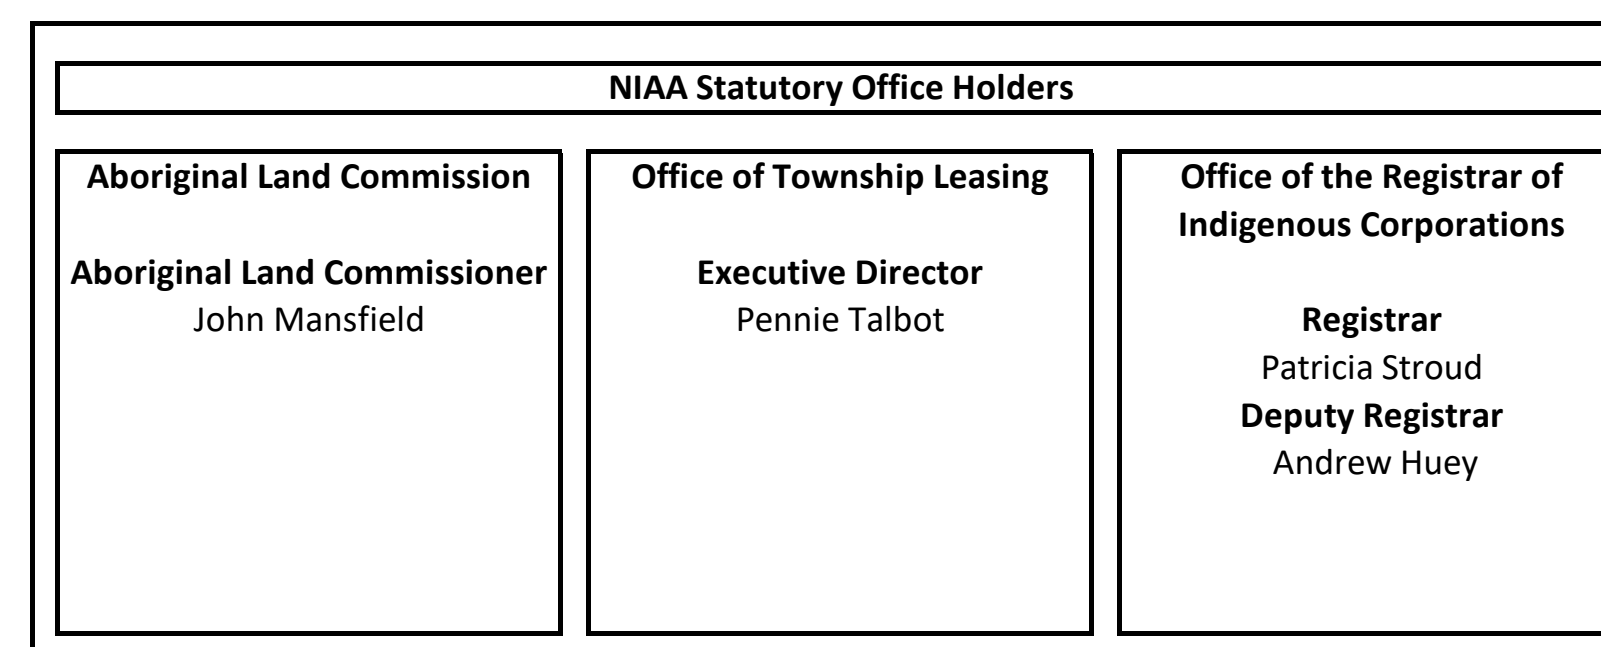 NIAA Statutory Office Holders
Aboriginal Land Commission
Aboriginal Land Commissioner
John Mansfield
Office of Township Leasing
Executive Director
Pennie Talbot
Office of the Registrar of
Indigenous Corporations
Registrar
Patricia Stroud
Deputy Registrar
Andrew Huey